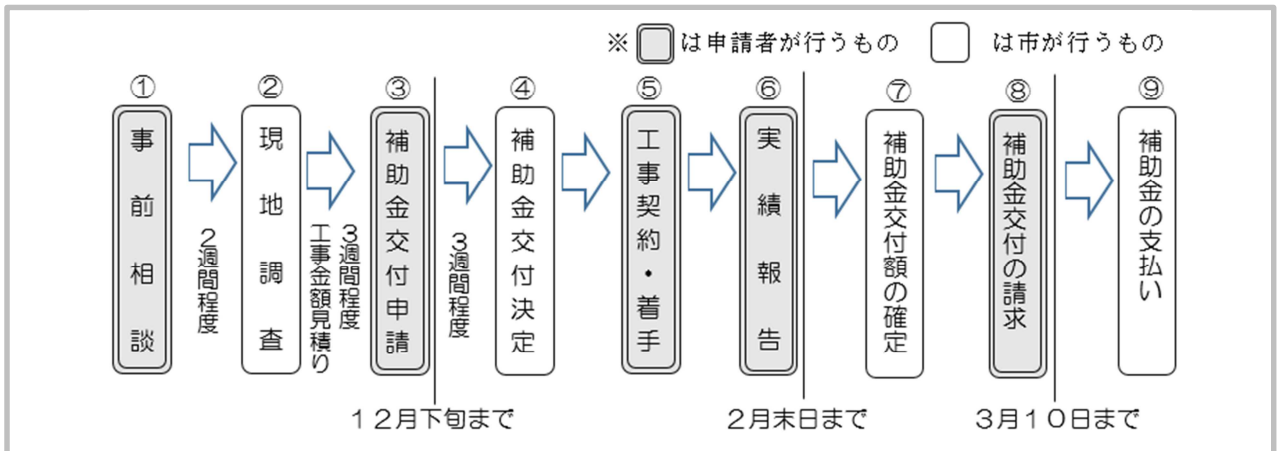 ※ は申請者が行うもの は市が行うもの
①
事前相談
2週間程度
②
現地調査
工事金額見積り
3週間程度
③
補助金交付申請
3週間程度
④
補助金交付決定
⑤
工事契約・着手
⑥
実績報告
⑦
補助金交付額の確定
⑧
補助金交付の請求
⑨
補助金の支払い
12月下旬まで
2月末日まで
3月10日まで